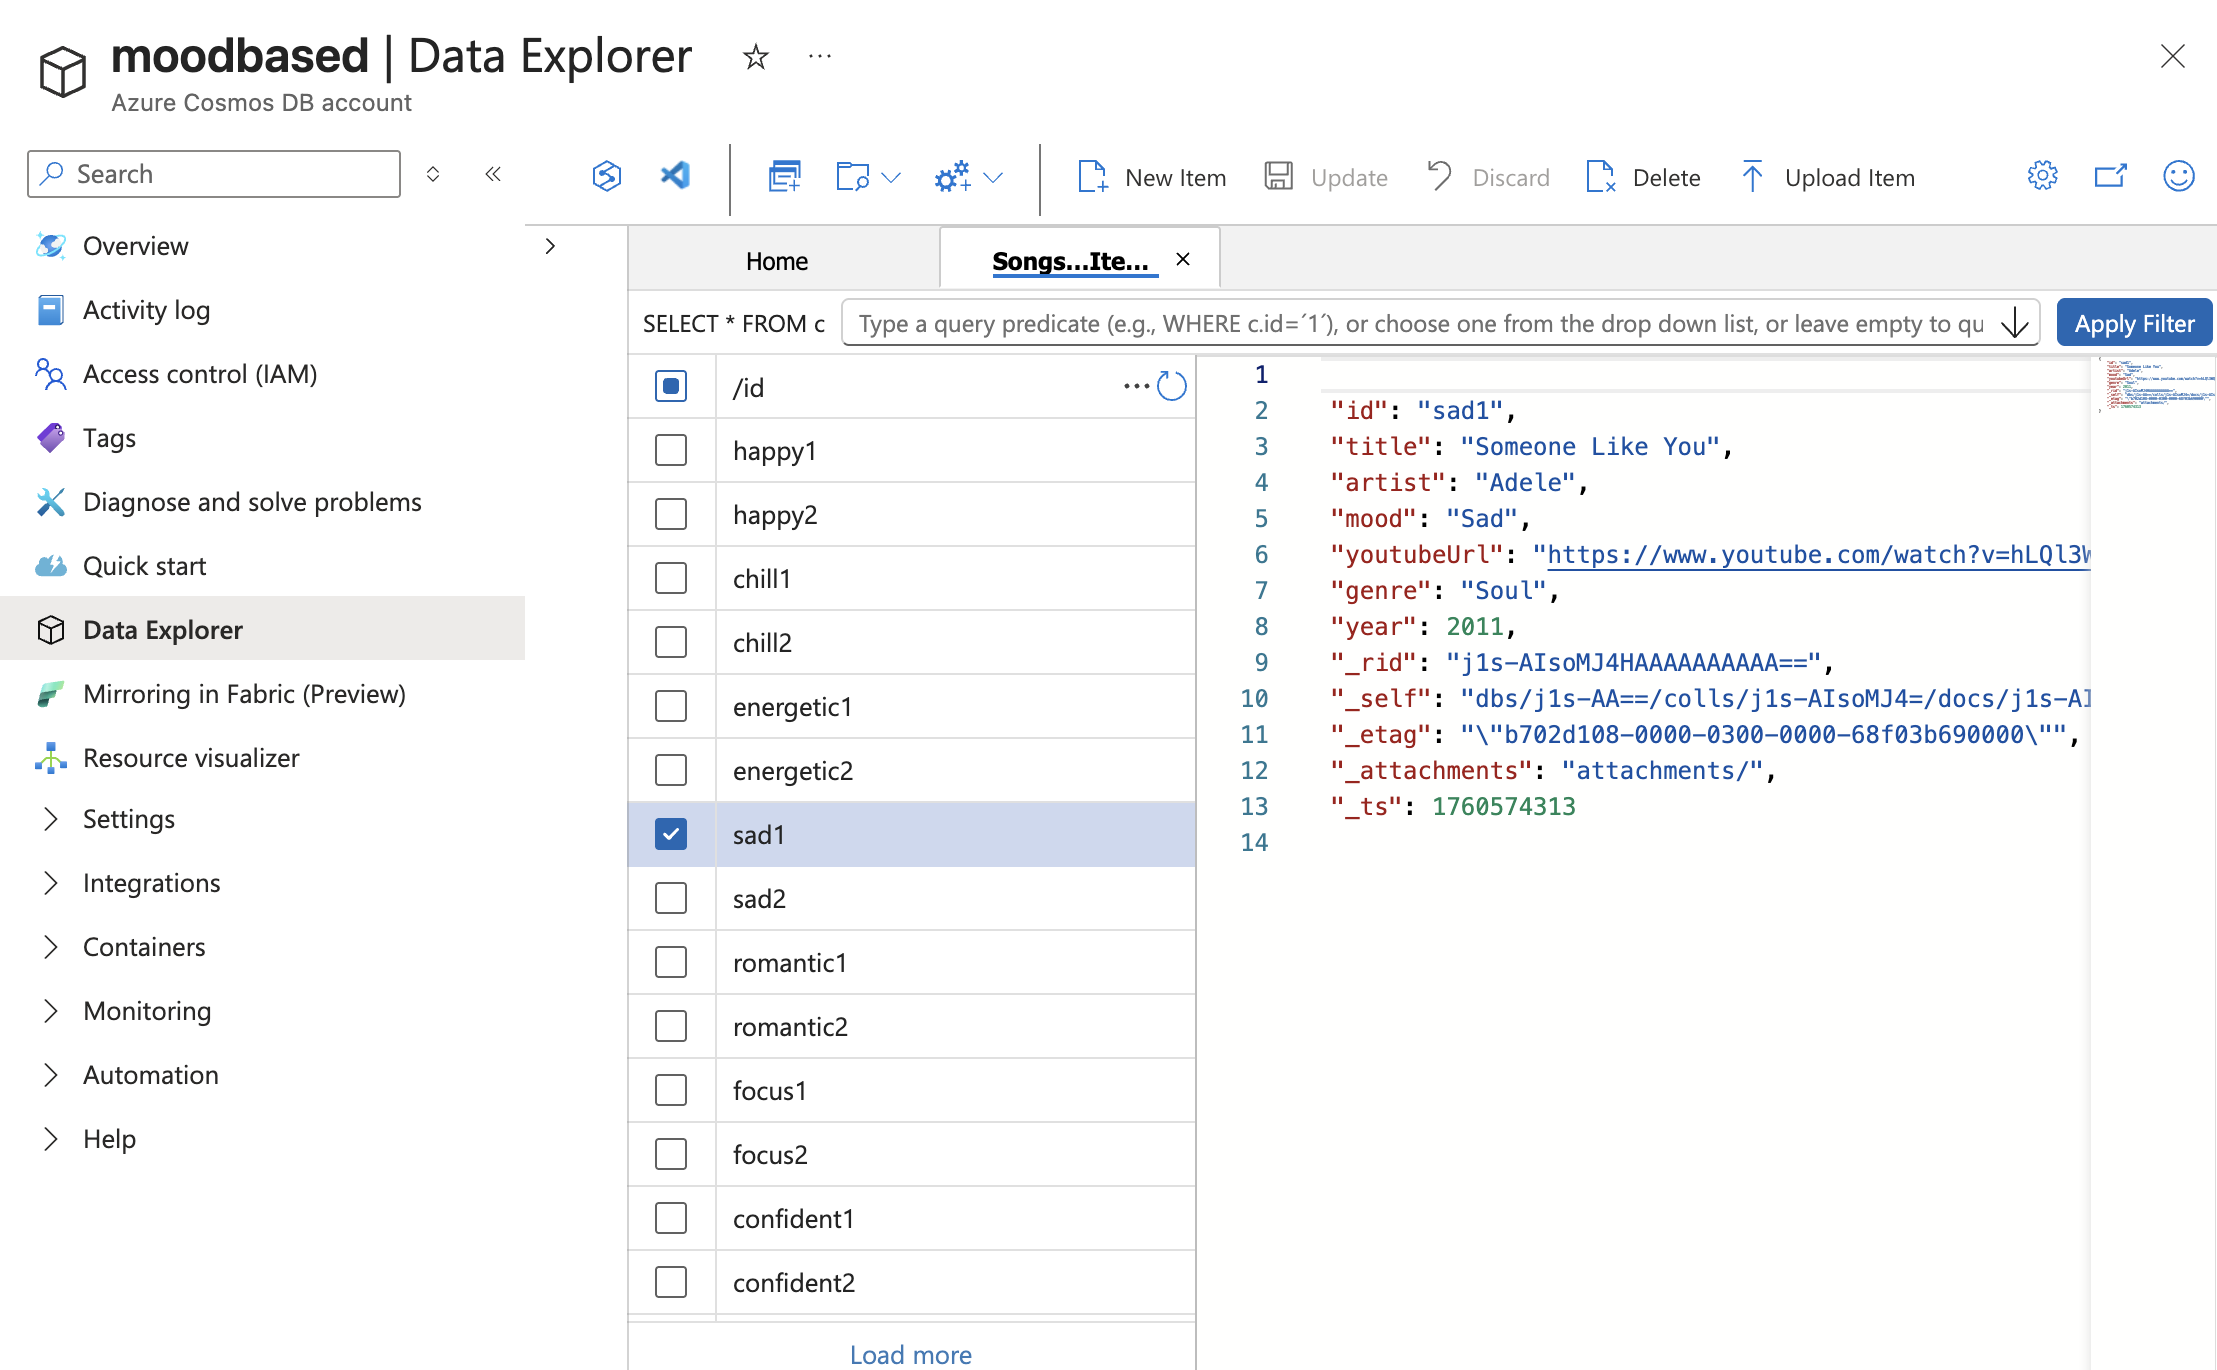 moodbased | Data Explorer
Azure Cosmos DB account
Search
New Item
Update
Discard
Delete
Upload Item
Overview
Activity log
Access control (IAM)
Tags
Diagnose and solve problems
Quick start
Data Explorer
Mirroring in Fabric (Preview)
Resource visualizer
Settings
Integrations
Containers
Monitoring
Automation
Help
Home
Songs...Ite...
SELECT * FROM c
Type a query predicate (e.g., WHERE c.id=´1´), or choose one from the drop down list, or leave empty to qu
Apply Filter
/id
happy1
happy2
chill1
chill2
energetic1
energetic2
sad1
sad2
romantic1
romantic2
focus1
focus2
confident1
confident2
Load more
1
2 "id": "sad1",
3 "title": "Someone Like You",
4 "artist": "Adele",
5 "mood": "Sad",
6 "youtubeUrl": "https://www.youtube.com/watch?v=hLQl3W
7 "genre": "Soul",
8 "year": 2011,
9 "_rid": "j1s-AIsoMJ4HAAAAAAAAAA==",
10 "_self": "dbs/j1s-AA==/colls/j1s-AIsoMJ4=/docs/j1s-AI
11 "_etag": "\"b702d108-0000-0300-0000-68f03b690000\"",
12 "_attachments": "attachments/",
13 "_ts": 1760574313
14